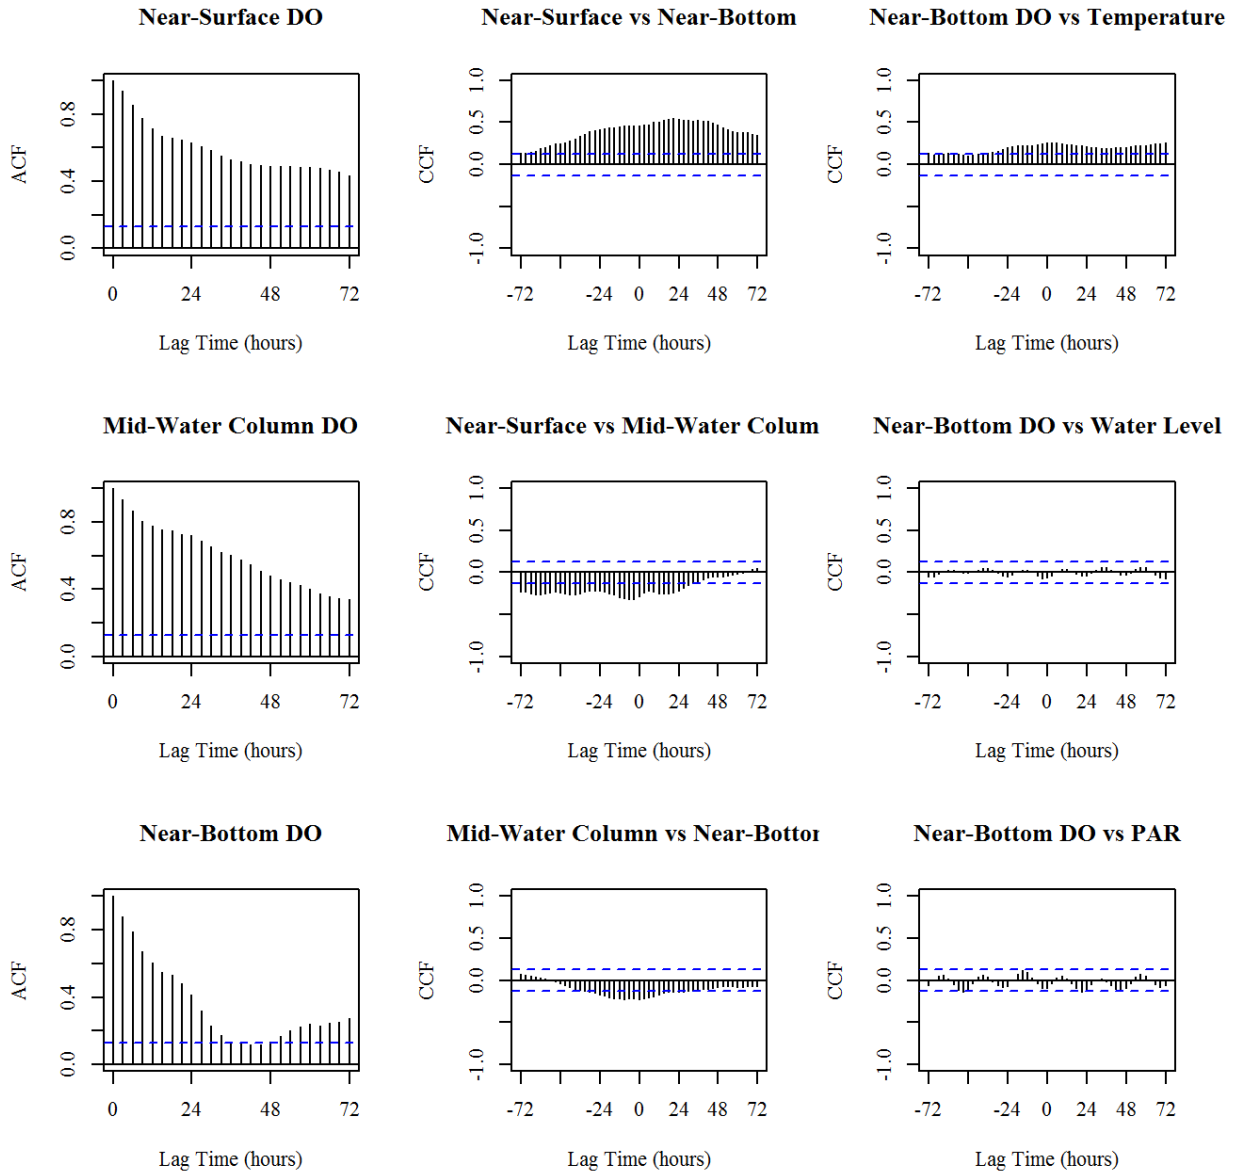 Near-Surface DO
ACF
0.0 0.4 0.8
0 24 48 72
Lag Time (hours)
Near-Surface vs Near-Bottom
CCF
-1.0 0.0 0.5 1.0
-72 -24 0 24 48 72
Lag Time (hours)
Near-Bottom DO vs Temperature
CCF
-1.0 0.0 0.5 1.0
-72 -24 0 24 48 72
Lag Time (hours)
Mid-Water Column DO
ACF
0.0 0.4 0.8
0 24 48 72
Lag Time (hours)
Near-Surface vs Mid-Water Colum
CCF
-1.0 0.0 0.5 1.0
-72 -24 0 24 48 72
Lag Time (hours)
Near-Bottom DO vs Water Level
CCF
-1.0 0.0 0.5 1.0
-72 -24 0 24 48 72
Lag Time (hours)
Near-Bottom DO
ACF
0.0 0.4 0.8
0 24 48 72
Lag Time (hours)
Mid-Water Column vs Near-Bottor
CCF
-1.0 0.0 0.5 1.0
-72 -24 0 24 48 72
Lag Time (hours)
Near-Bottom DO vs PAR
CCF
-1.0 0.0 0.5 1.0
-72 -24 0 24 48 72
Lag Time (hours)